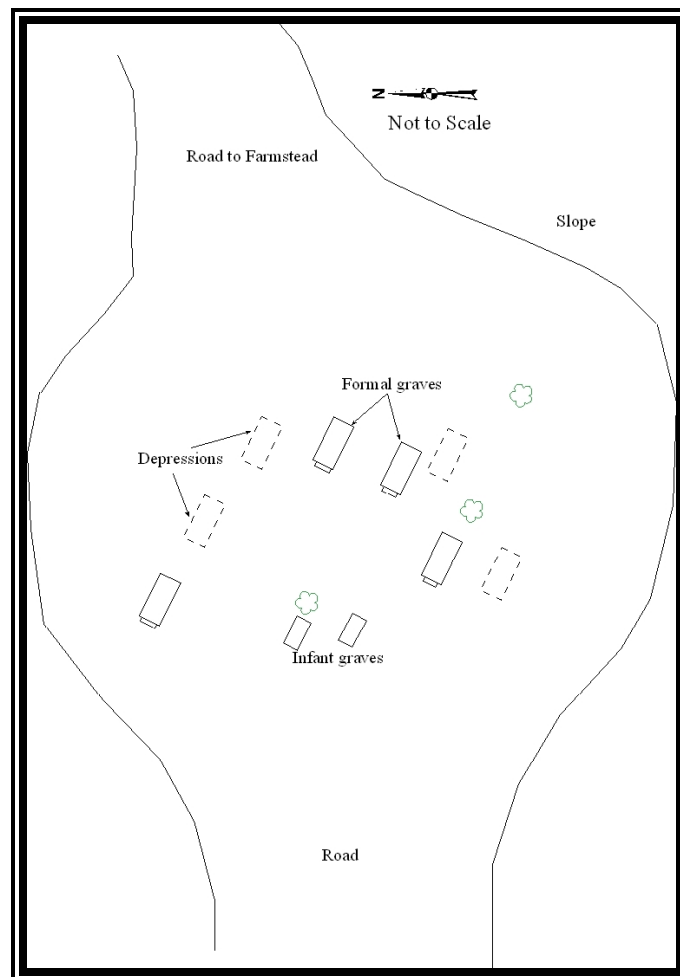 N
Not to Scale
Road to Farmstead
Slope
Formal graves
Depressions
Infant graves
Road